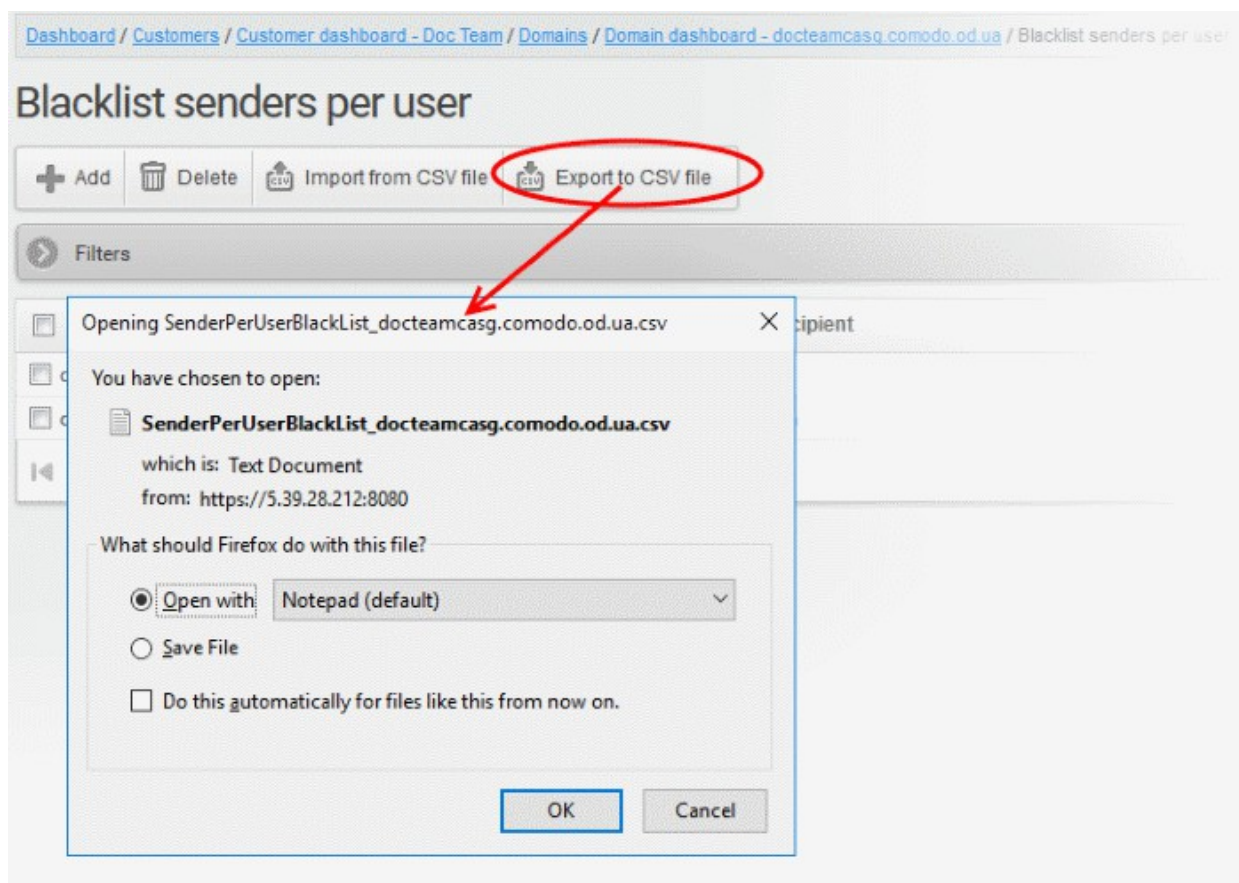 Dashboard / Customers / Customer dashboard - Doc Team / Domains / Domain dashboard - docteamcasg.comodo.od.ua / Blacklist senders per user
Blacklist senders per user
Add Delete CSV Import from CSV file CSV Export to CSV file
Filters
Opening SenderPerUserBlackList_docteamcasg.comodo.od.ua.csv
You have chosen to open:
SenderPerUserBlackList_docteamcasg.comodo.od.ua.csv
which is: Text Document
from: https://5.39.28.212:8080
What should Firefox do with this file?
Open with Notepad (default)
Save File
Do this automatically for files like this from now on.
OK Cancel